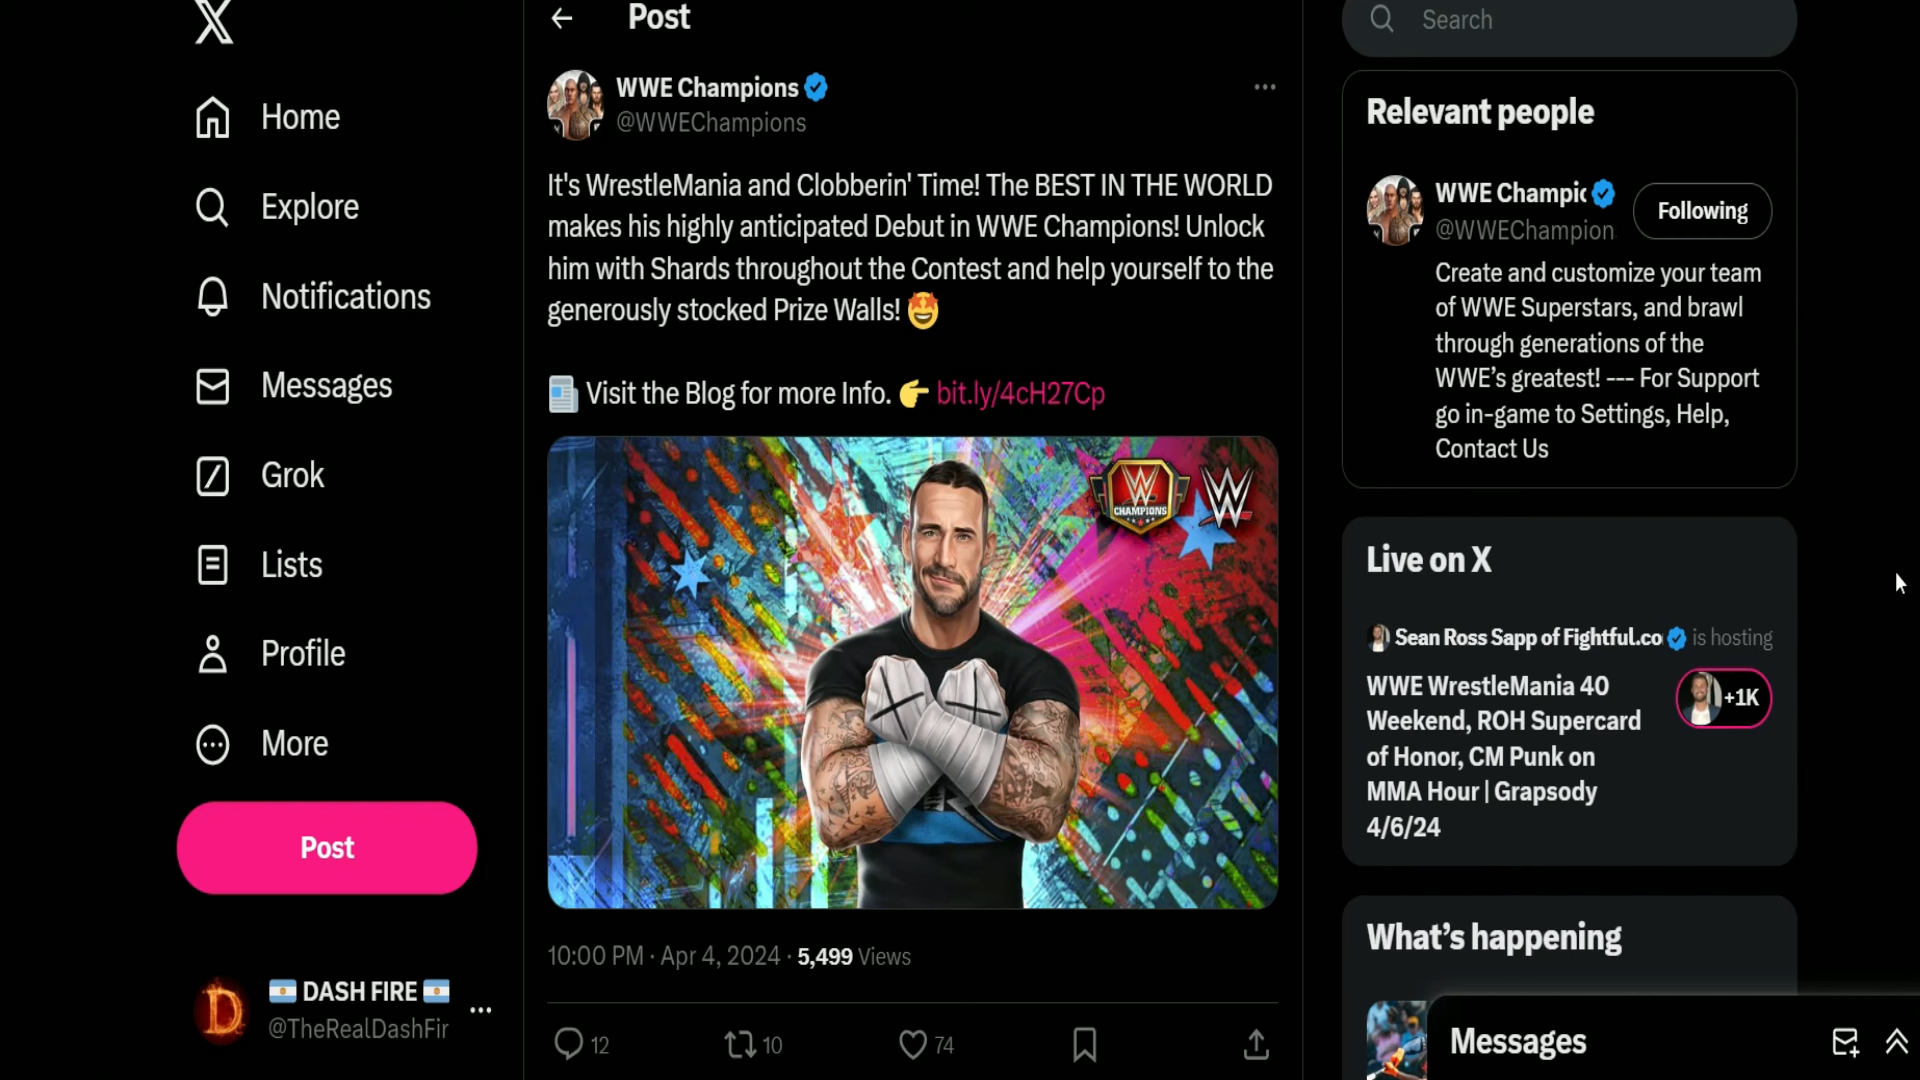 Post
Search
Home
Explore
Notifications
Messages
Grok
Lists
Profile
More
Post
DASH FIRE
@TheRealDashFir
WWE Champions
@WWEChampions
It's WrestleMania and Clobberin' Time! The BEST IN THE WORLD
makes his highly anticipated Debut in WWE Champions! Unlock
him with Shards throughout the Contest and help yourself to the
generously stocked Prize Walls!
Visit the Blog for more Info. bit.ly/4cH27Cp
CHAMPIONS
10:00 PM · Apr 4, 2024 · 5,499 Views
12
10
74
Relevant people
WWE Champic
@WWEChampion
Following
Create and customize your team
of WWE Superstars, and brawl
through generations of the
WWE's greatest! --- For Support
go in-game to Settings, Help,
Contact Us
Live on X
Sean Ross Sapp of Fightful.co is hosting
WWE WrestleMania 40
Weekend, ROH Supercard
of Honor, CM Punk on
MMA Hour | Grapsody
4/6/24
+1K
What's happening
Messages